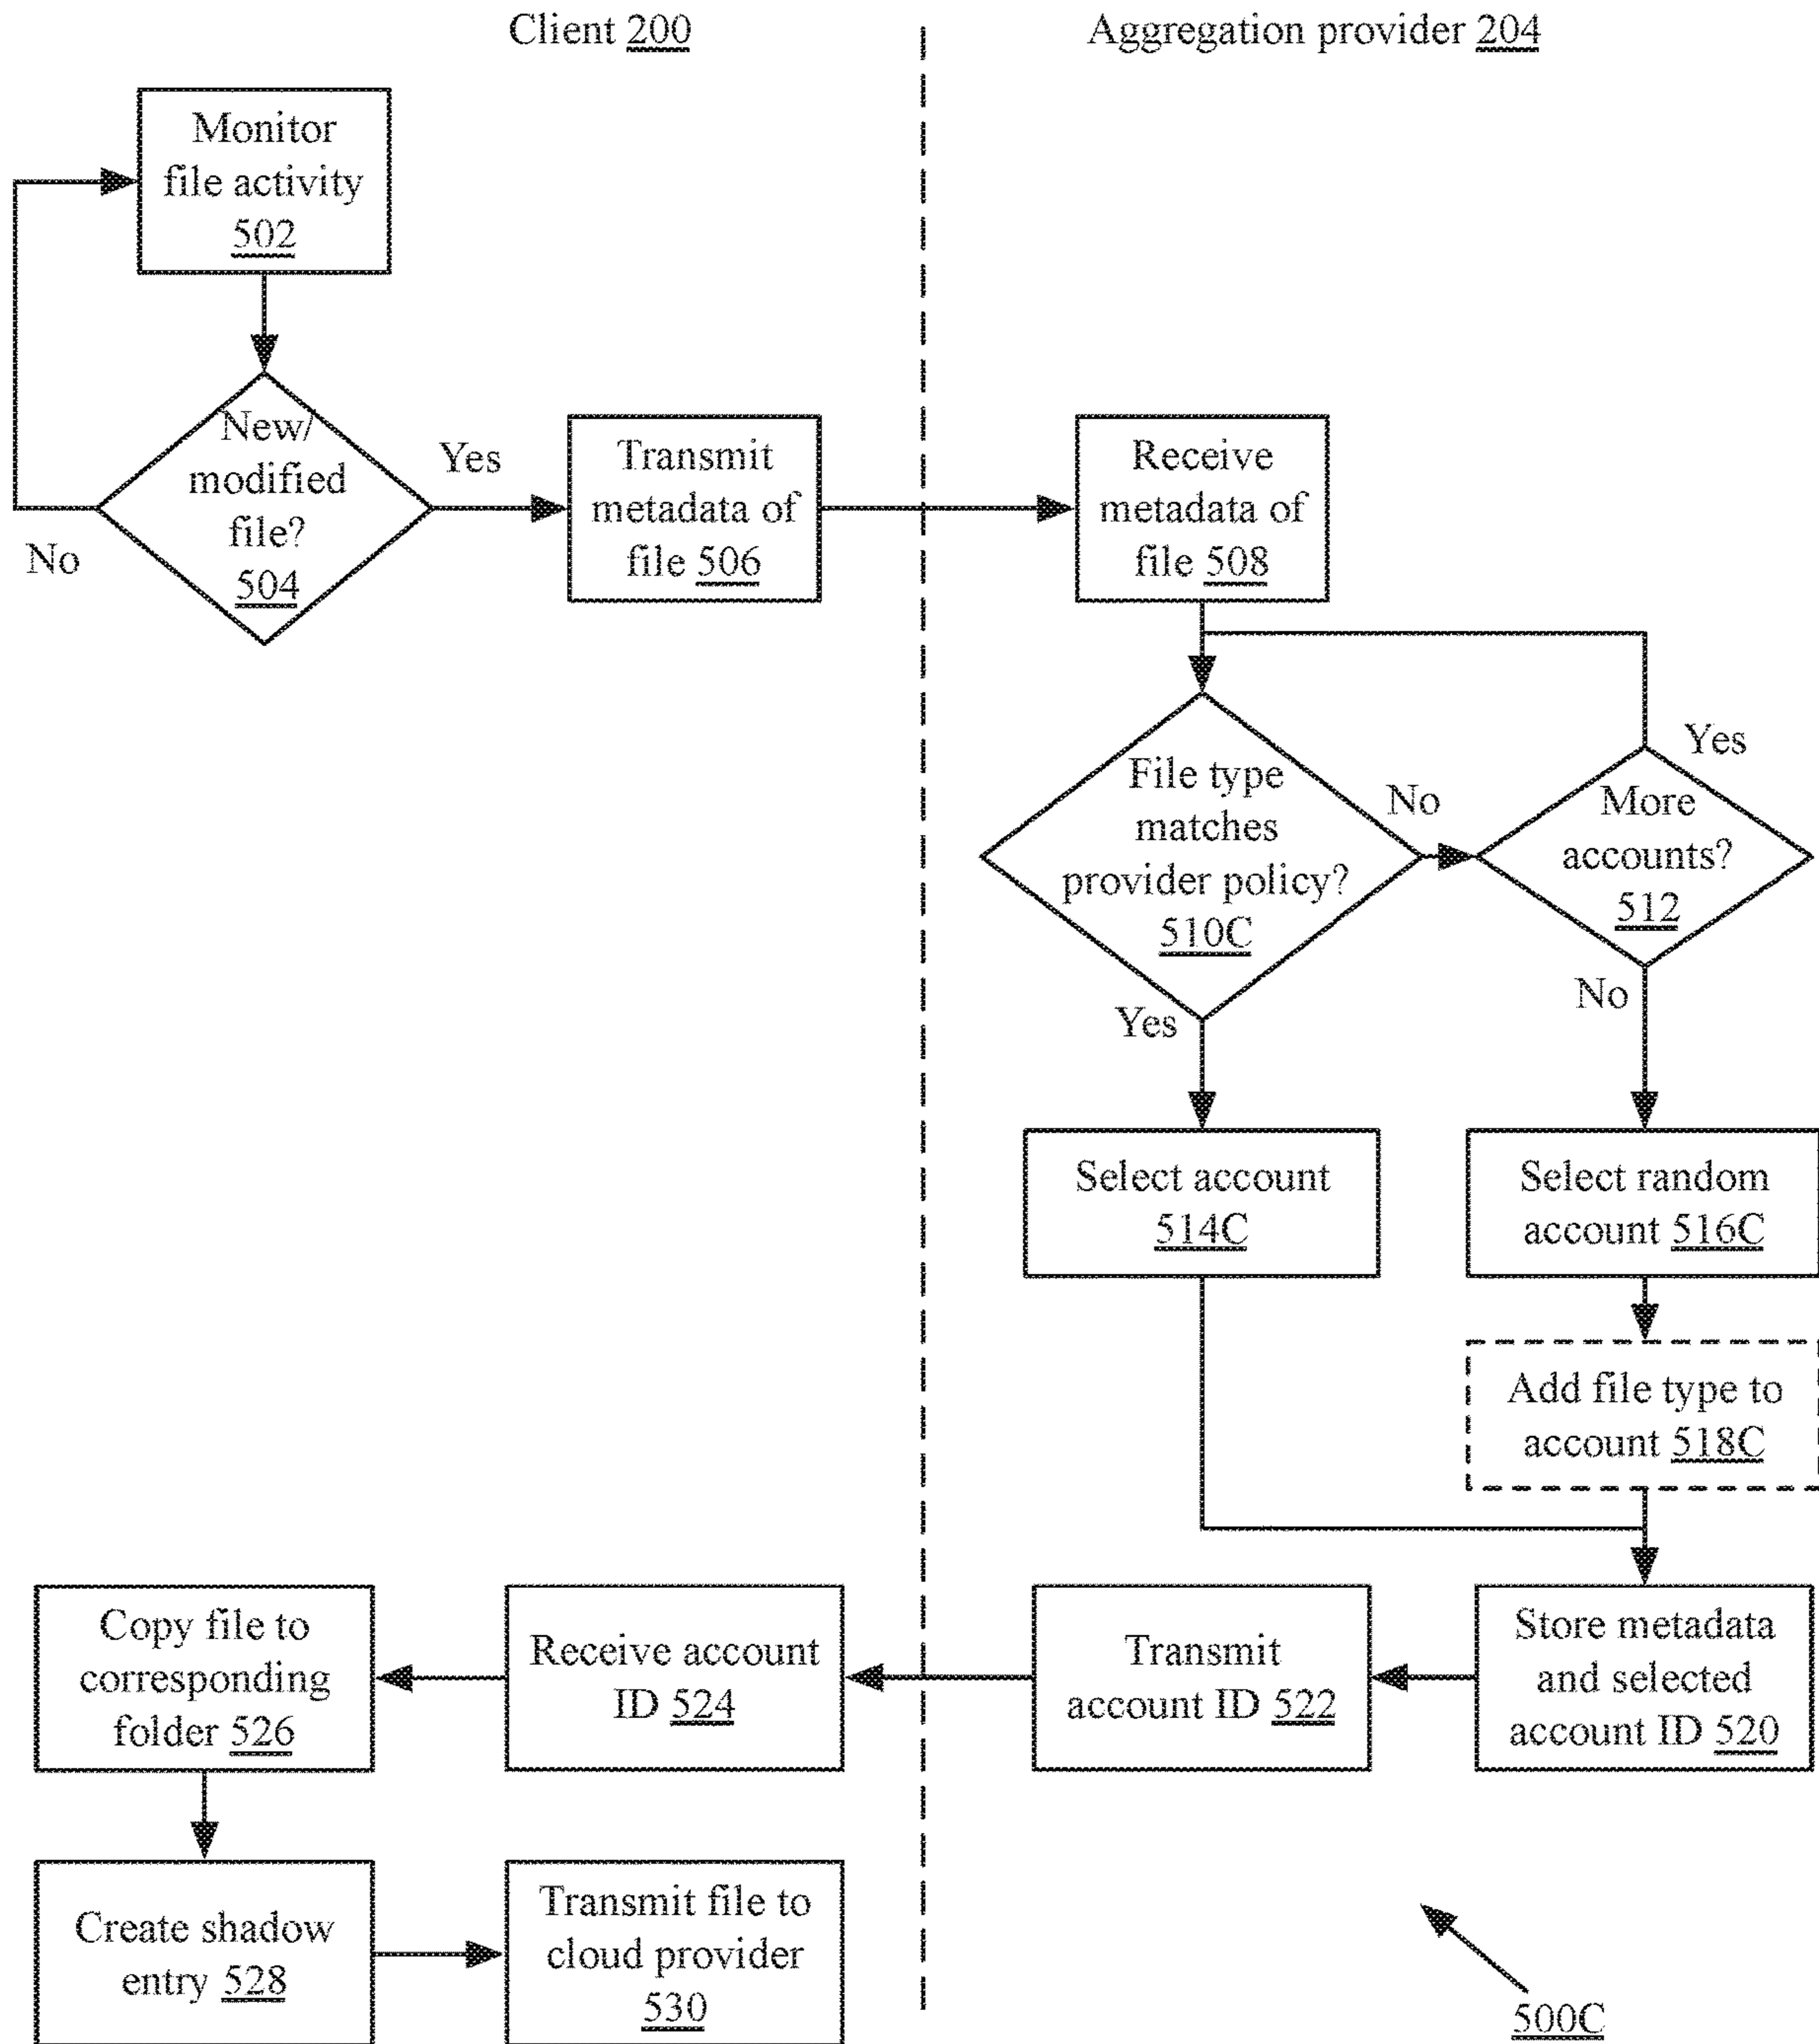 Client 200
Aggregation provider 204
Monitor
file activity
502
New/
modified
file?
504
No
Yes
Transmit
metadata of
file 506
Receive
metadata of
file 508
File type
matches
provider policy?
510C
No
Yes
More
accounts?
512
Yes
No
Select account
514C
Select random
account 516C
Add file type to
account 518C
Store metadata
and selected
account ID 520
Transmit
account ID 522
Receive account
ID 524
Copy file to
corresponding
folder 526
Create shadow
entry 528
Transmit file to
cloud provider
530
500C